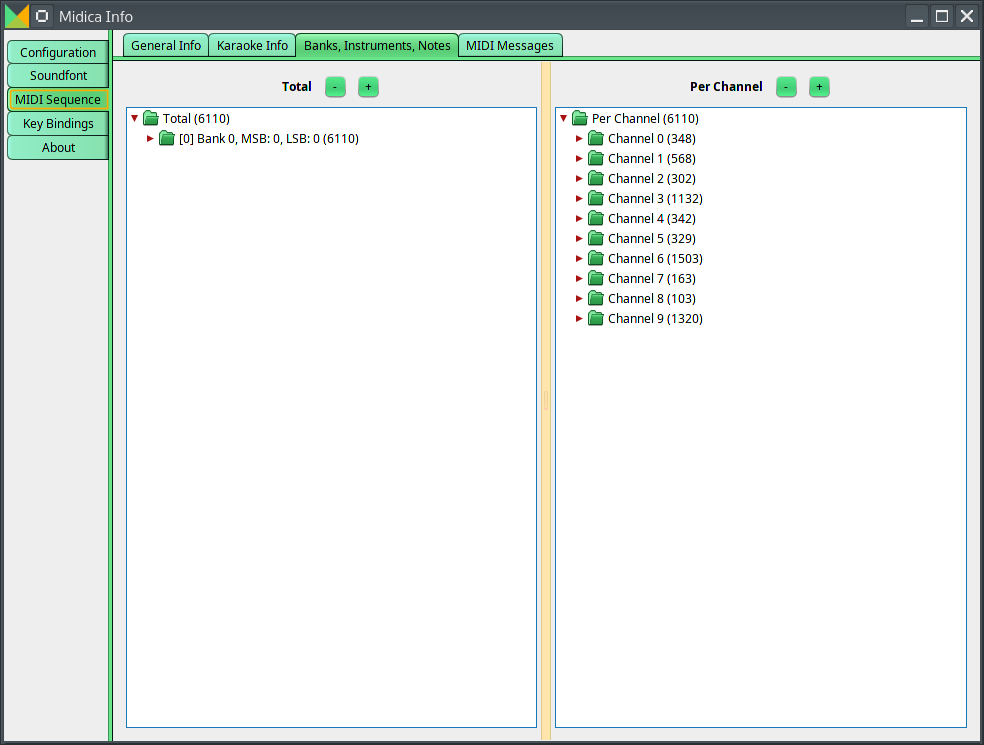 Midica Info
Configuration
Soundfont
MIDI Sequence
Key Bindings
About
General Info
Karaoke Info
Banks, Instruments, Notes
MIDI Messages
Total - +
Total (6110)
[0] Bank 0, MSB: 0, LSB: 0 (6110)
Per Channel - +
Per Channel (6110)
Channel 0 (348)
Channel 1 (568)
Channel 2 (302)
Channel 3 (1132)
Channel 4 (342)
Channel 5 (329)
Channel 6 (1503)
Channel 7 (163)
Channel 8 (103)
Channel 9 (1320)